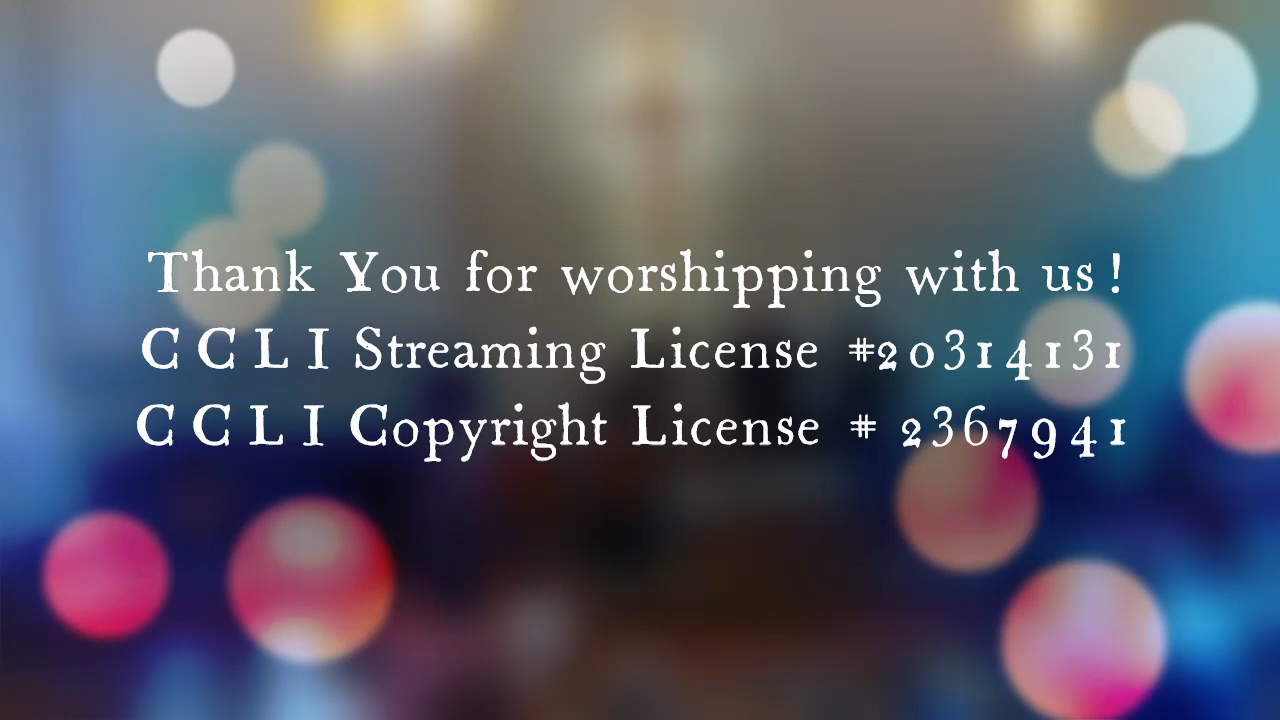 Thank You for worshipping with us!
CCLI Streaming License #20314131
CCLI Copyright License # 2367941